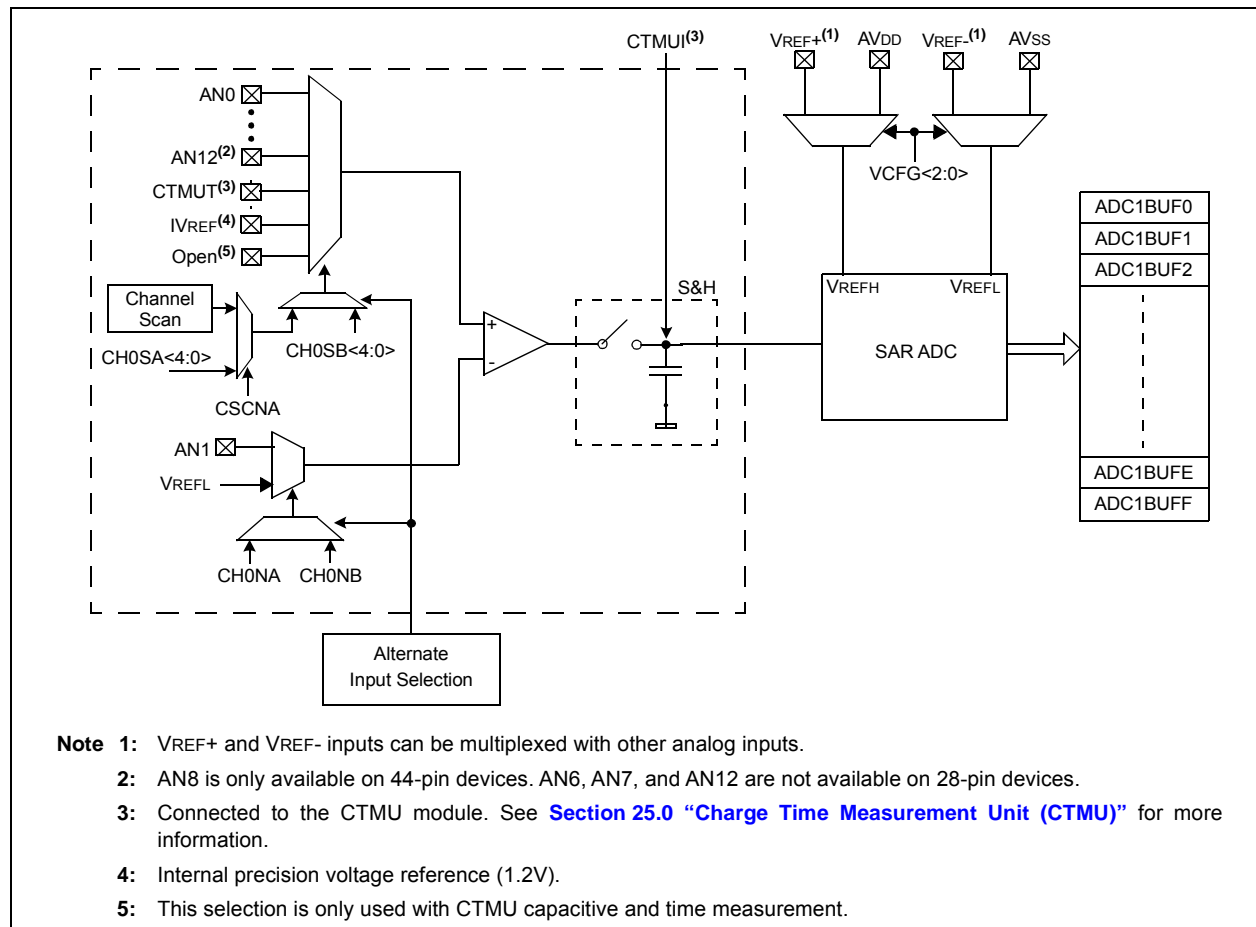 CTMUI(3)
VREF+(1) AVDD VREF-(1) AVSS
AN0
AN12(2)
CTMUT(3)
IVREF(4)
Open(5)
VCFG<2:0>
ADC1BUF0
ADC1BUF1
ADC1BUF2
Channel
Scan
S&H
VREFH VREFL
CH0SA<4:0>
CH0SB<4:0>
+
-
SAR ADC
CSCNA
AN1
VREFL
ADC1BUFE
ADC1BUFF
CH0NA CH0NB
Alternate
Input Selection
Note 1: VREF+ and VREF- inputs can be multiplexed with other analog inputs.
2: AN8 is only available on 44-pin devices. AN6, AN7, and AN12 are not available on 28-pin devices.
3: Connected to the CTMU module. See Section 25.0 “Charge Time Measurement Unit (CTMU)” for more
information.
4: Internal precision voltage reference (1.2V).
5: This selection is only used with CTMU capacitive and time measurement.